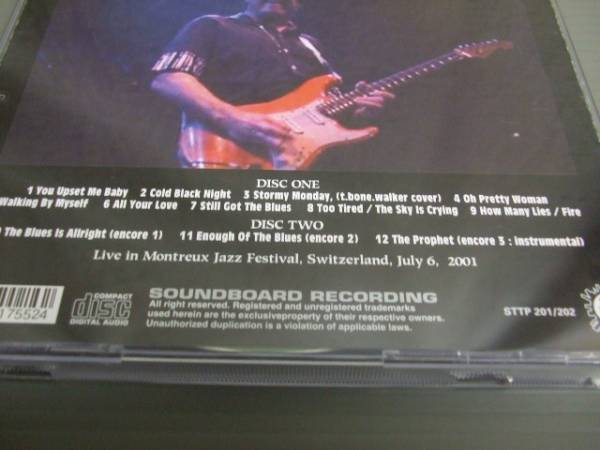 DISC ONE
1 You Upset Me Baby 2 Cold Black Night 3 Stormy Monday, (t.bone.walker cover) 4 Oh Pretty Woman
Walking By Myself 6 All Your Love 7 Still Got The Blues 8 Too Tired / The Sky Is Crying 9 How Many Lies / Fire
DISC TWO
The Blues Is Allright (encore 1) 11 Enough Of The Blues (encore 2) 12 The Prophet (encore 3 : instrumental)
Live in Montreux Jazz Festival, Switzerland, July 6, 2001
COMPACT
disc
DIGITAL AUDIO
SOUNDBOARD RECORDING
All right reserved. Registered and unregistered trademarks
used herein are the exclusiveproperty of their respective owners.
Unauthorized duplication is a violation of applicable laws.
STTP 201/202
175524